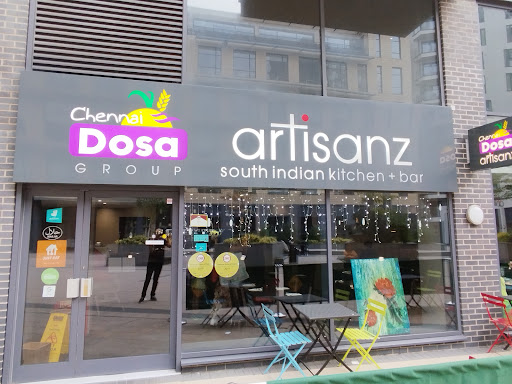 Chennai
Dosa
GROUP
artisanz
south indian kitchen + bar
Chennai
Dosa
artisanz